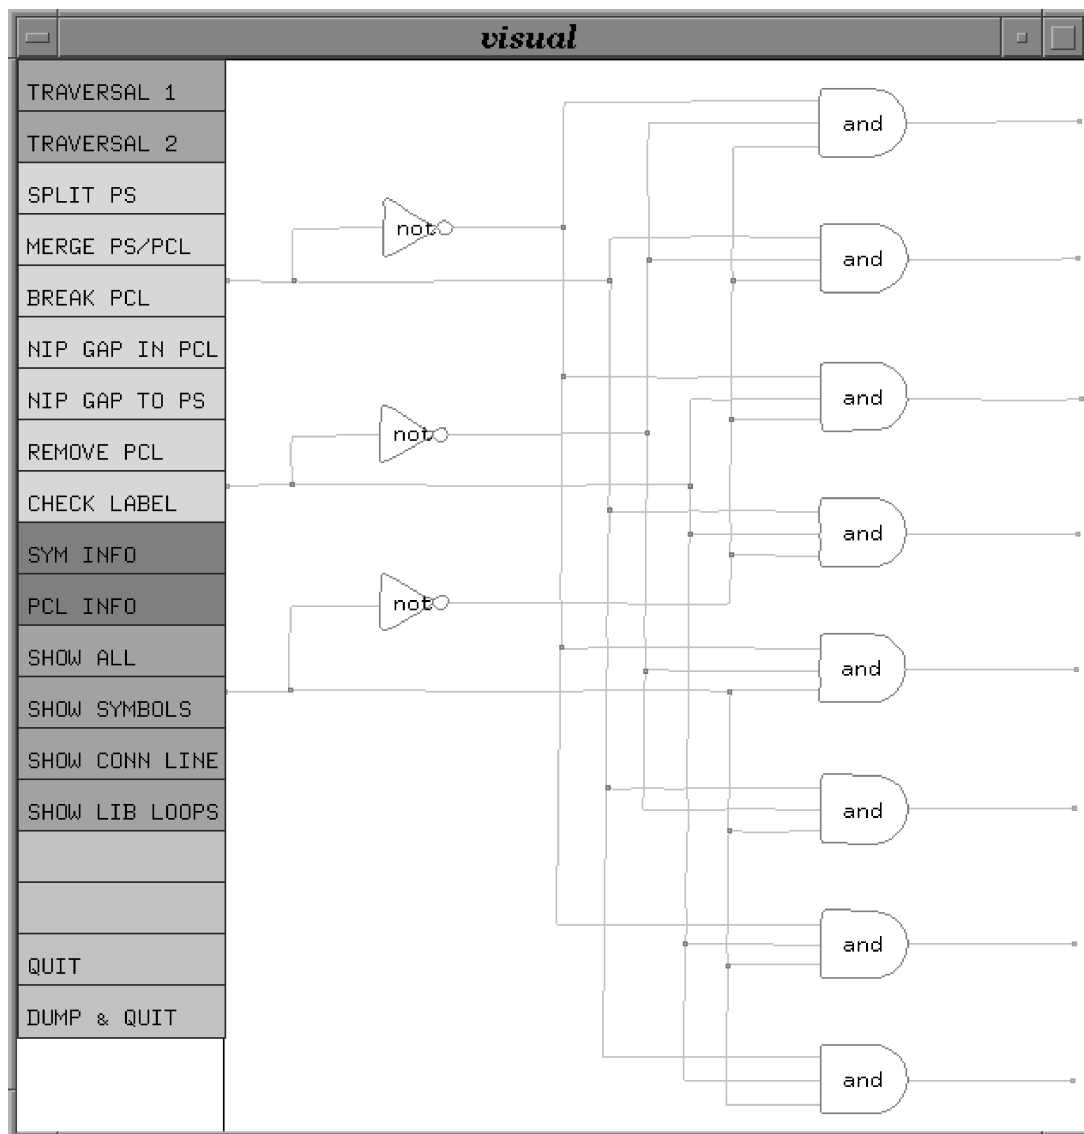 visual
TRAVERSAL 1
TRAVERSAL 2
SPLIT PS
MERGE PS/PCL
BREAK PCL
NIP GAP IN PCL
NIP GAP TO PS
REMOVE PCL
CHECK LABEL
SYM INFO
PCL INFO
SHOW ALL
SHOW SYMBOLS
SHOW CONN LINE
SHOW LIB LOOPS
QUIT
DUMP & QUIT
not
not
not
and
and
and
and
and
and
and
and